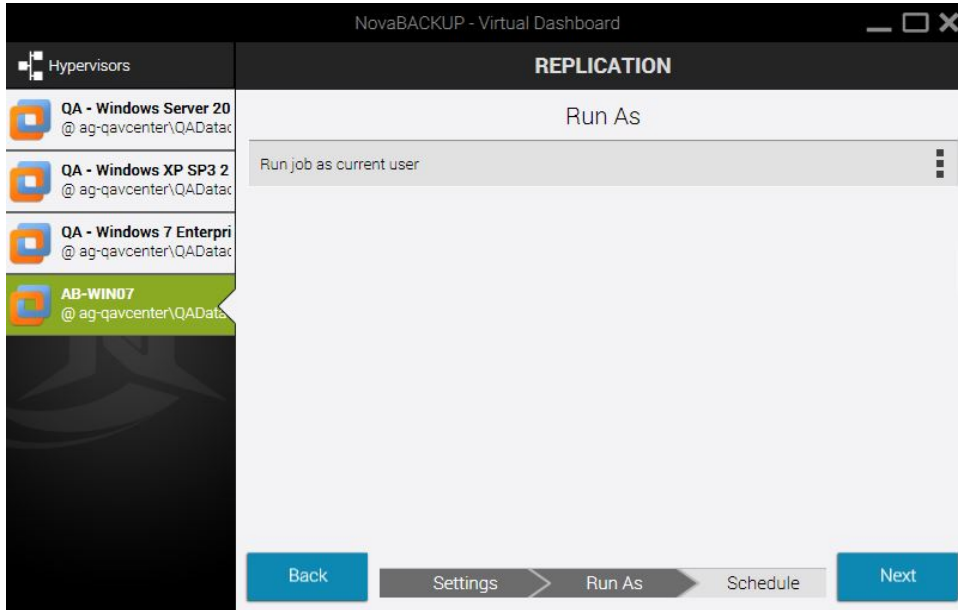 NovaBACKUP - Virtual Dashboard
Hypervisors
REPLICATION
QA - Windows Server 20
@ ag-qavcenter\QADatac
QA - Windows XP SP3 2
@ ag-qavcenter\QADatac
QA - Windows 7 Enterpri
@ ag-qavcenter\QADatac
AB-WIN07
@ ag-qavcenter\QAData
Run As
Run job as current user
Back
Settings
Run As
Schedule
Next